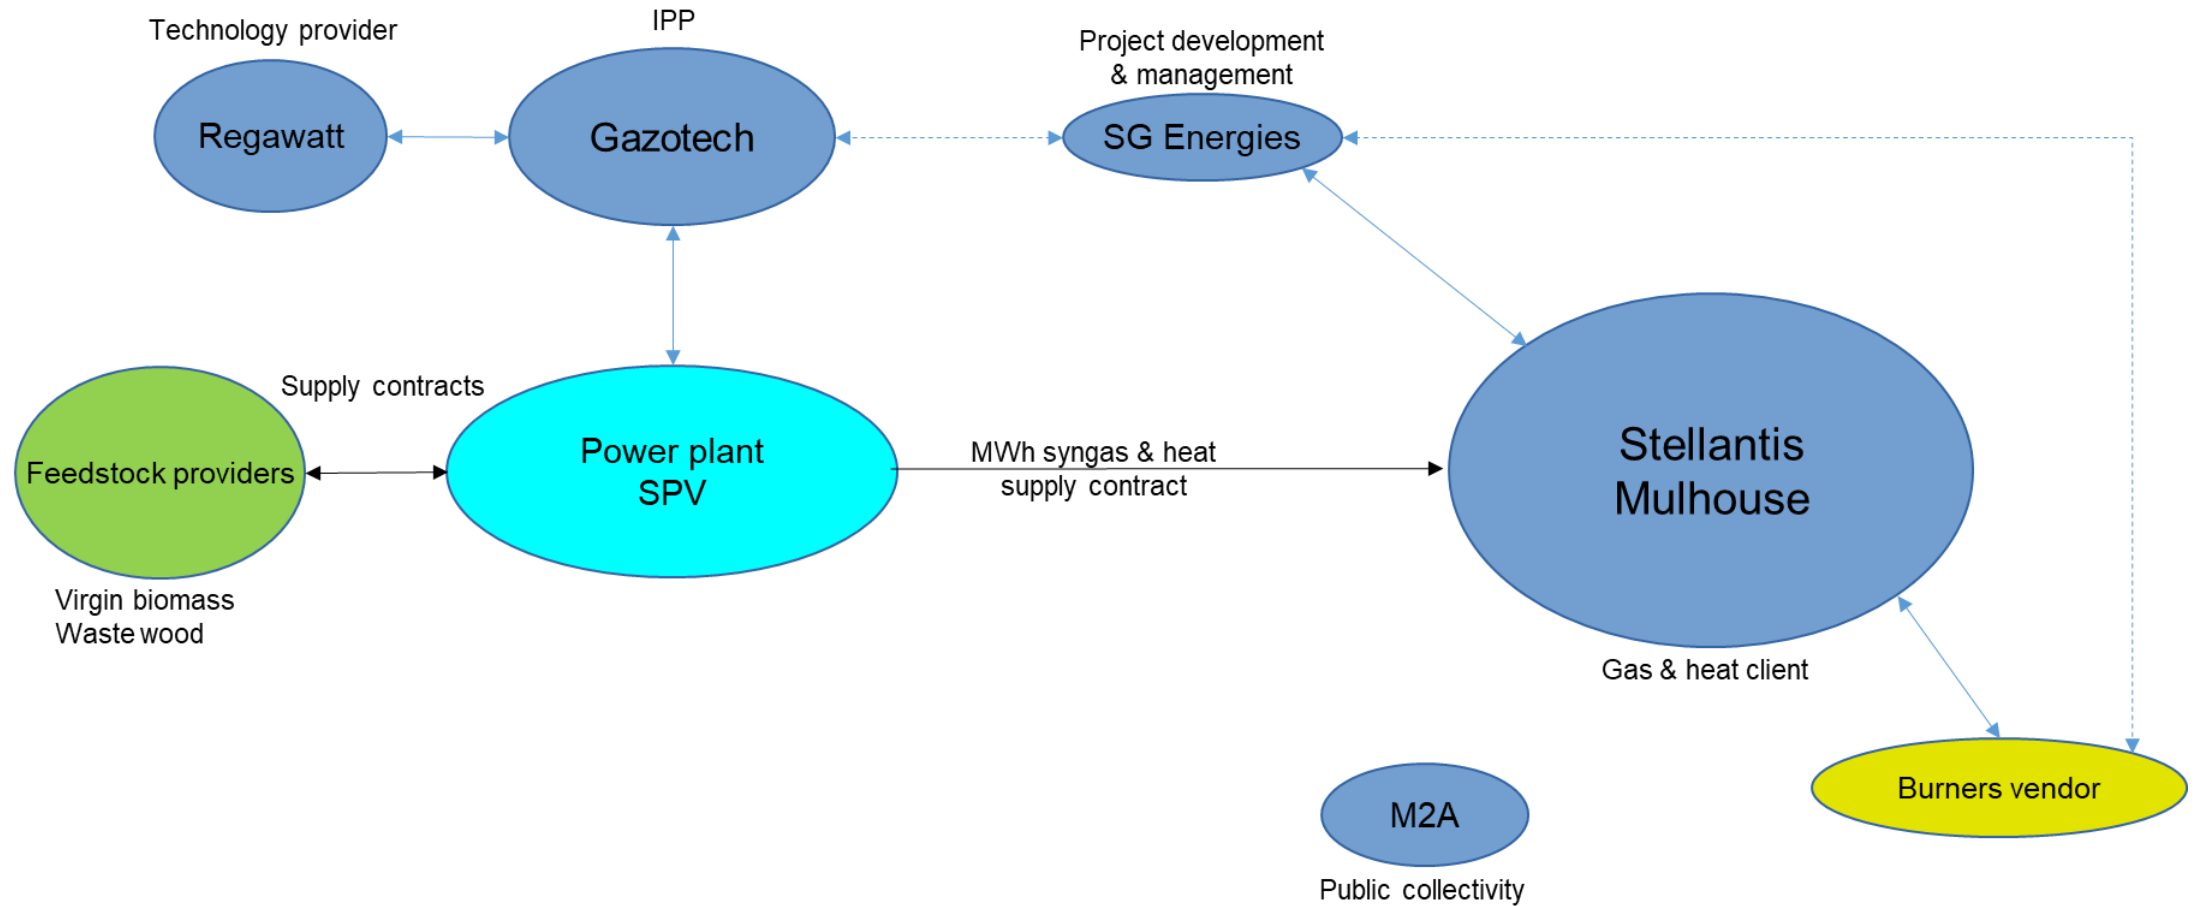 Technology provider
IPP
Project development
& management
Regawatt
Gazotech
SG Energies
Supply contracts
Feedstock providers
Power plant
SPV
MWh syngas & heat
supply contract
Stellantis
Mulhouse
Virgin biomass
Waste wood
Gas & heat client
Burners vendor
M2A
Public collectivity